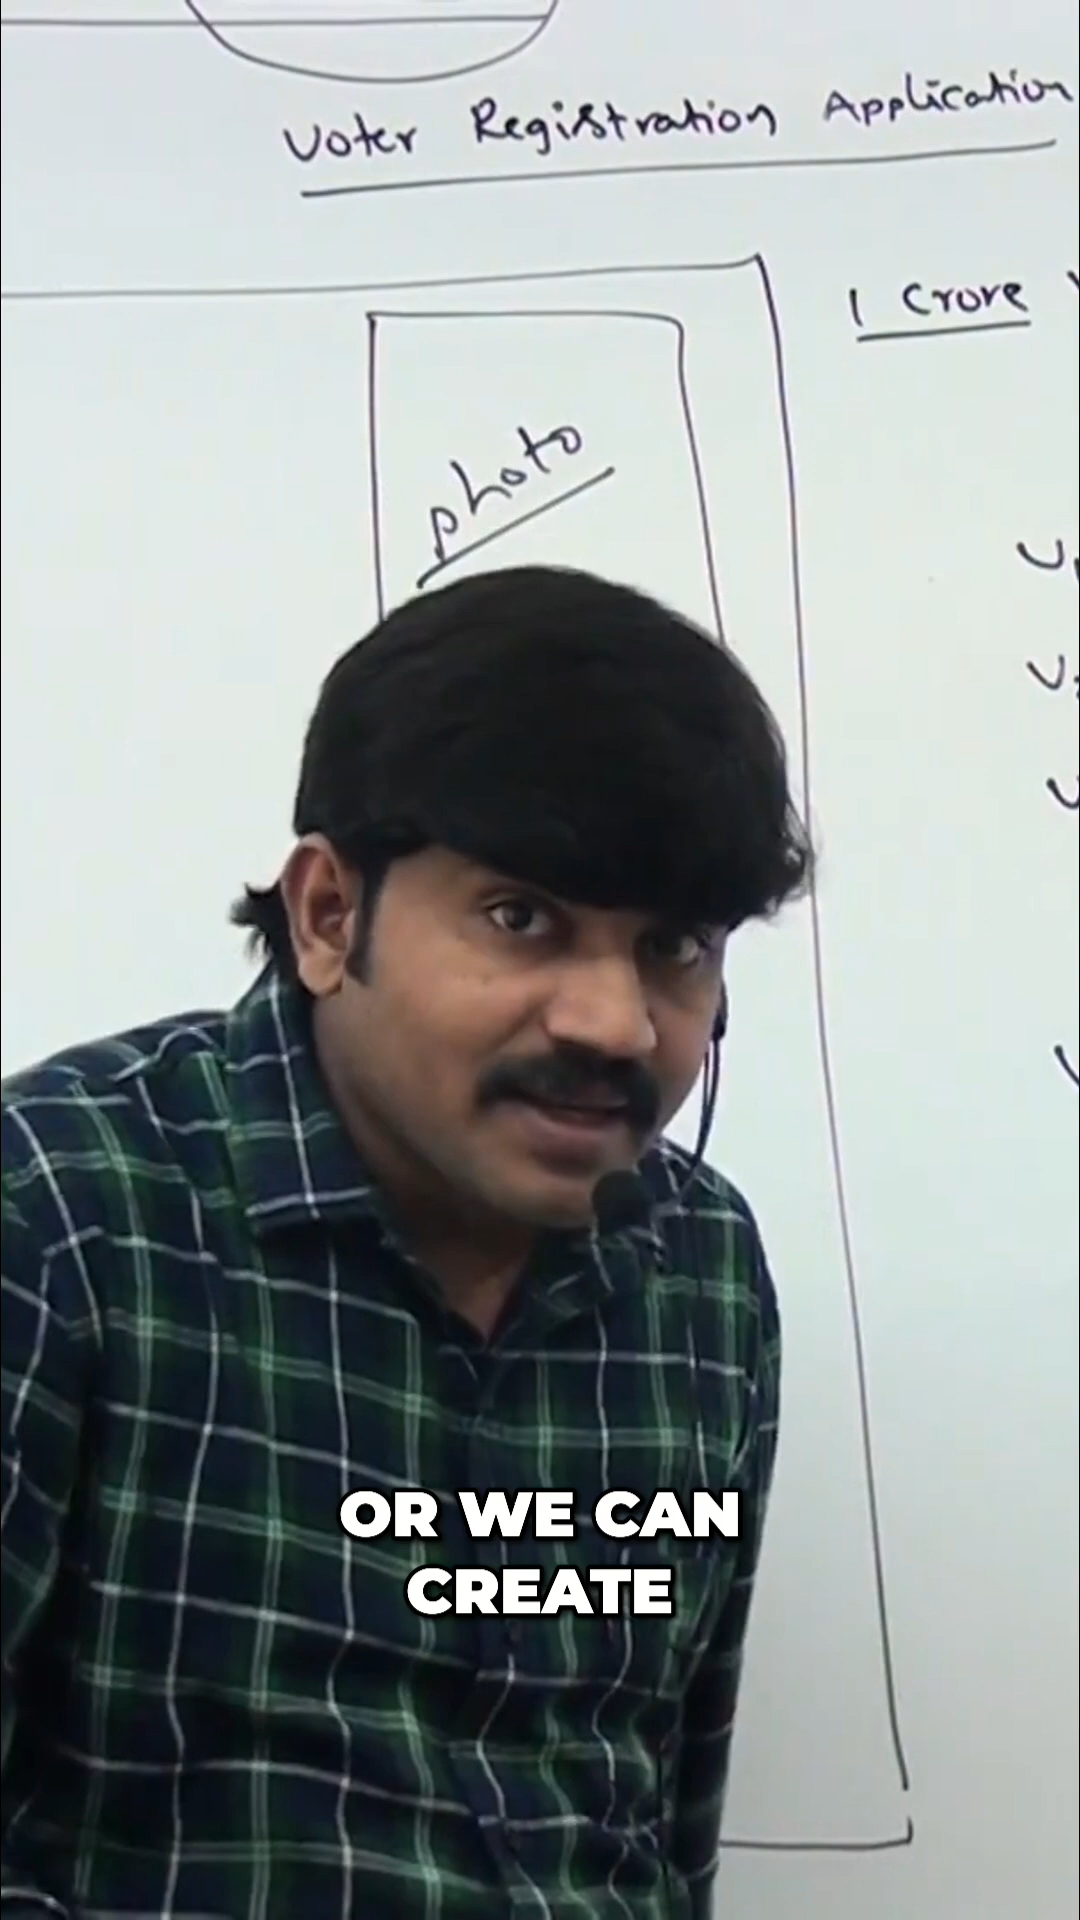 Voter Registration Application
1 Crore
photo
OR WE CAN
CREATE